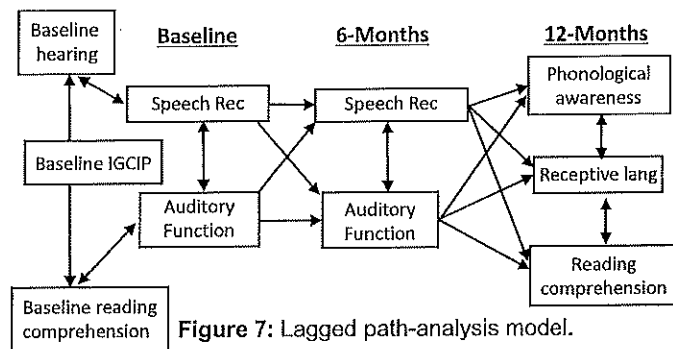 Baseline
hearing
Baseline
6-Months
12-Months
Speech Rec
Speech Rec
Phonological
awareness
Baseline IGCIP
Receptive lang
Auditory
Function
Auditory
Function
Reading
comprehension
Baseline reading
comprehension
Figure 7: Lagged path-analysis model.